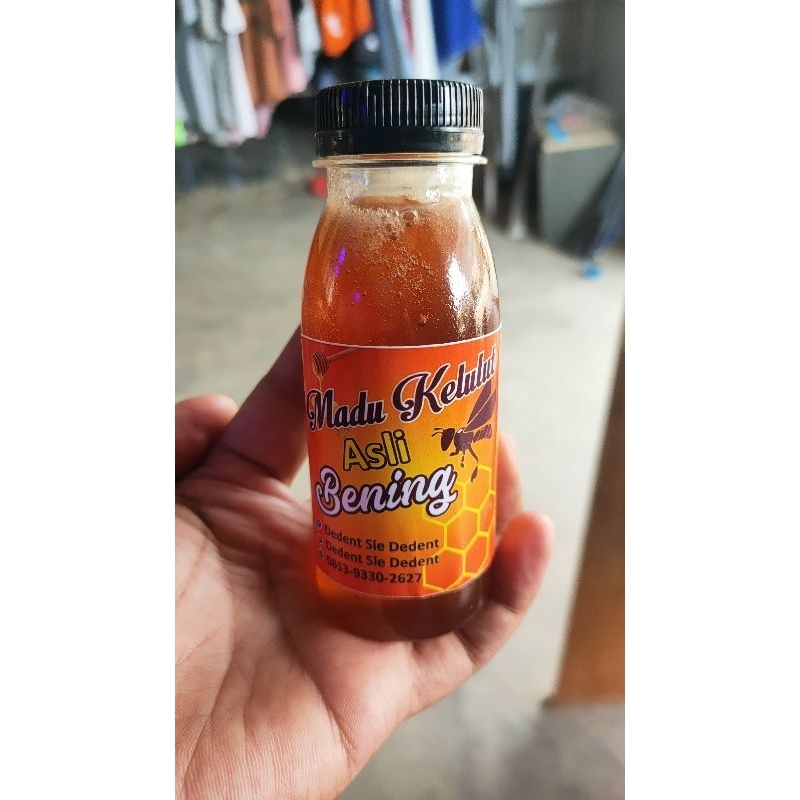 Madu Kelulut
Asli
Bening
Dedent Sie Dedent
Dedent Sie Dedent
0853-9330-2627